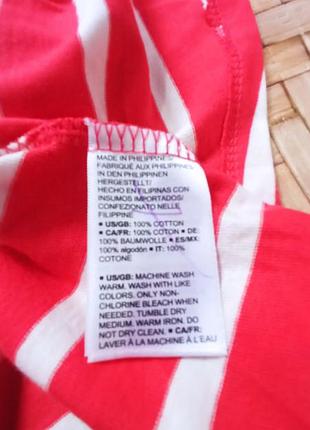 MADE IN PHILIPPINES/
FABRIQUÉ AUX PHILIPPINES/
IN DEN PHILIPPINEN
HERGESTELLT/
HECHO EN FILIPINAS CON
INSUMOS IMPORTADOS/
CONFEZIONATO NELLE
FILIPPINE
• US/GB: 100% COTTON
• CA/FR: 100% COTON • DE:
100% BAUMWOLLE • ES/MX:
100% algodón • IT: 100%
COTONE
• US/GB: MACHINE WASH
WARM. WASH WITH LIKE
COLORS. ONLY NON-
CHLORINE BLEACH WHEN
NEEDED. TUMBLE DRY
MEDIUM. WARM IRON. DO
NOT DRY CLEAN. • CA/FR:
LAVER À LA MACHINE À L'EAU